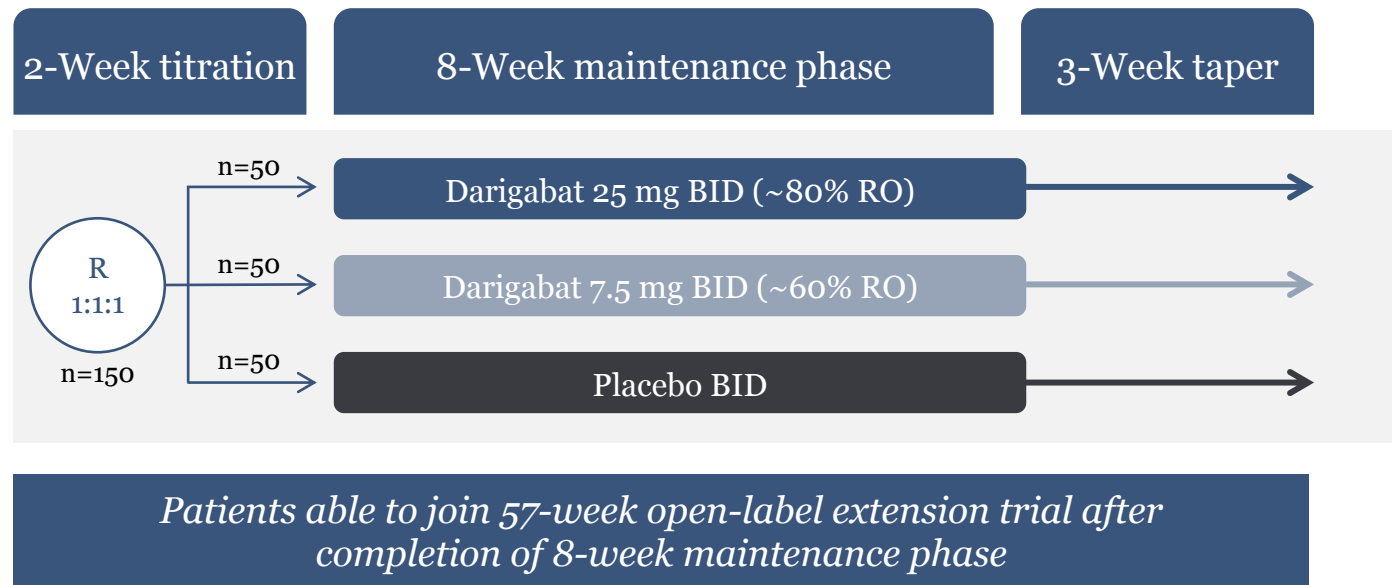 2-Week titration
8-Week maintenance phase
3-Week taper
n=50
Darigabat 25 mg BID (~80% RO)
R
1:1:1
n=150
n=50
Darigabat 7.5 mg BID (~60% RO)
n=50
Placebo BID
Patients able to join 57-week open-label extension trial after
completion of 8-week maintenance phase